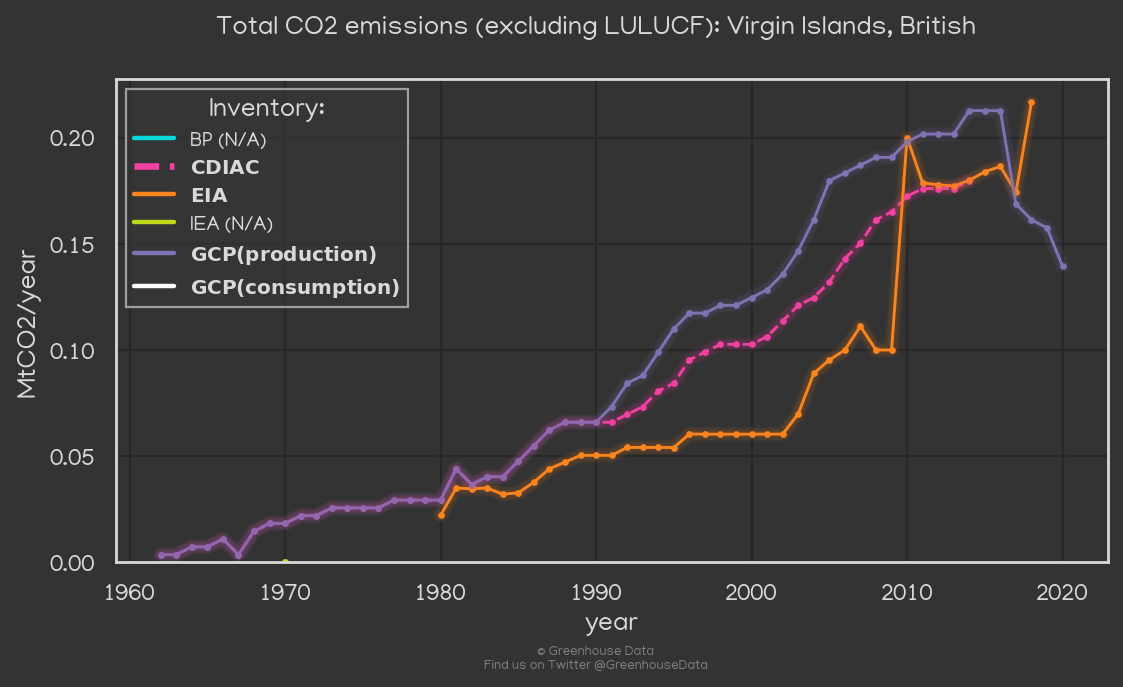 Total CO2 emissions (excluding LULUCF): Virgin Islands, British
Inventory:
BP (N/A)
CDIAC
EIA
IEA (N/A)
GCP(production)
GCP(consumption)
MtCO2/year
0.20
0.15
0.10
0.05
0.00
1960 1970 1980 1990 2000 2010 2020
year
© Greenhouse Data
Find us on Twitter @GreenhouseData